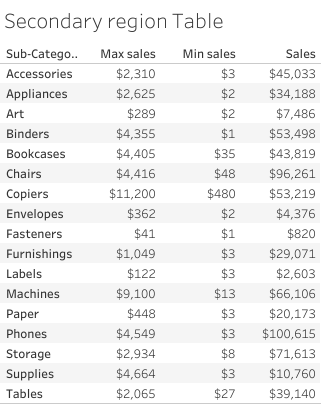 Secondary region Table
Sub-Catego.. Max sales Min sales Sales
Accessories $2,310 $3 $45,033
Appliances $2,625 $2 $34,188
Art $289 $2 $7,486
Binders $4,355 $1 $53,498
Bookcases $4,405 $35 $43,819
Chairs $4,416 $48 $96,261
Copiers $11,200 $480 $53,219
Envelopes $362 $2 $4,376
Fasteners $41 $1 $820
Furnishings $1,049 $3 $29,071
Labels $122 $3 $2,603
Machines $9,100 $13 $66,106
Paper $448 $3 $20,173
Phones $4,549 $3 $100,615
Storage $2,934 $8 $71,613
Supplies $4,664 $3 $10,760
Tables $2,065 $27 $39,140